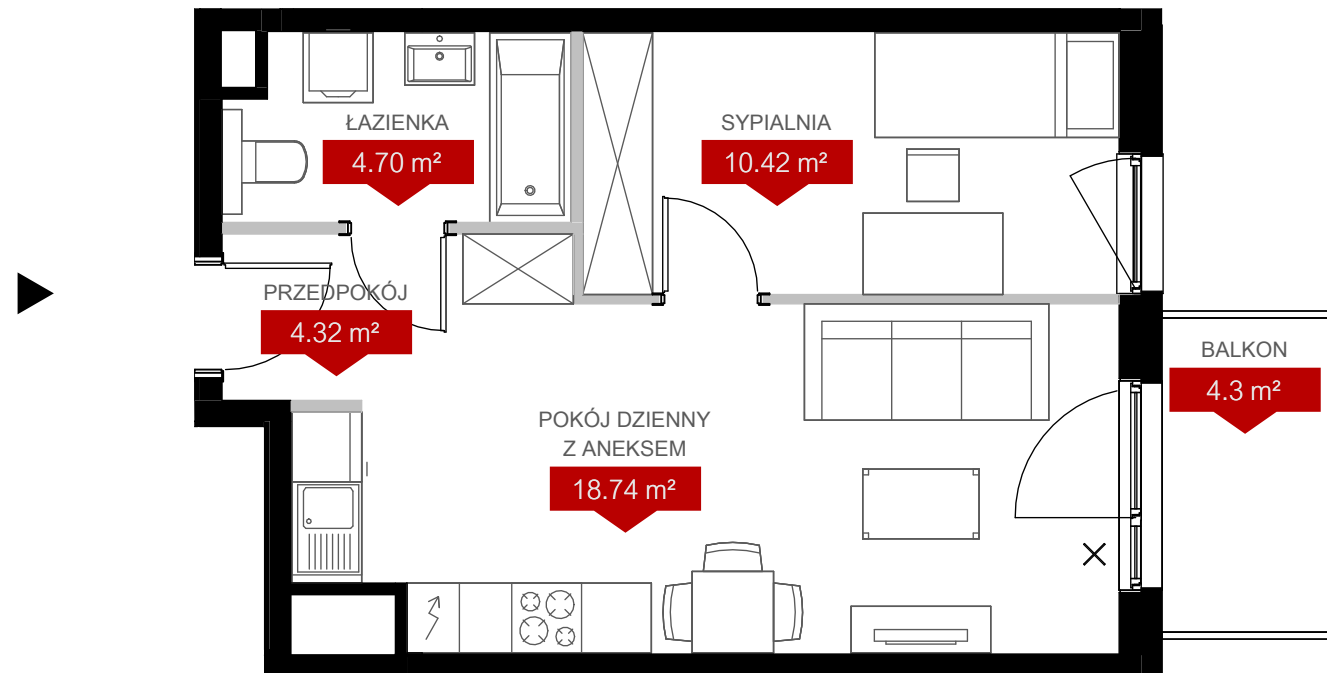 ŁAZIENKA
4.70 m²
SYPIALNIA
10.42 m²
PRZEDPOKÓJ
4.32 m²
BALKON
4.3 m²
POKÓJ DZIENNY
Z ANEKSEM
18.74 m²